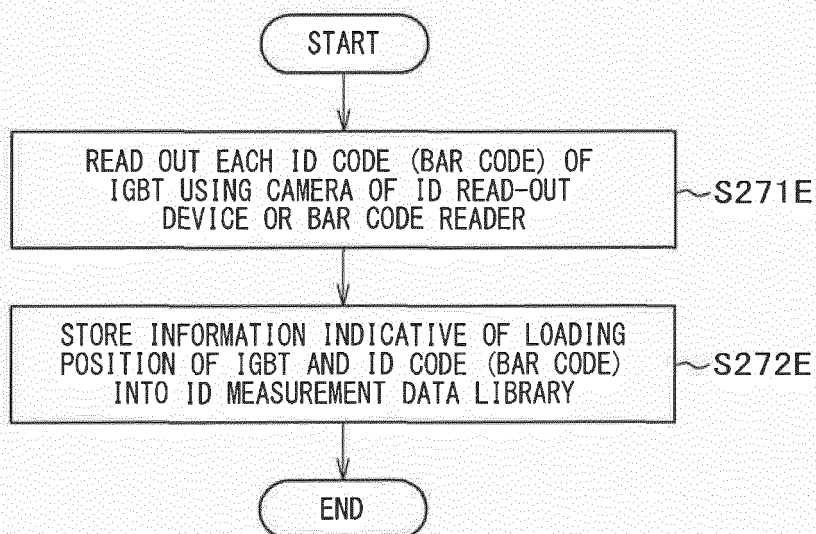 START
READ OUT EACH ID CODE (BAR CODE) OF
IGBT USING CAMERA OF ID READ-OUT
DEVICE OR BAR CODE READER
S271E
STORE INFORMATION INDICATIVE OF LOADING
POSITION OF IGBT AND ID CODE (BAR CODE)
INTO ID MEASUREMENT DATA LIBRARY
S272E
END